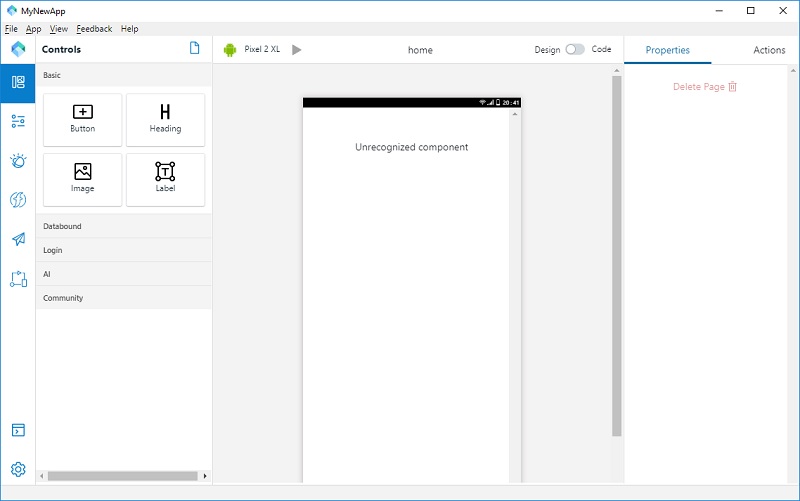 MyNewApp
File App View Feedback Help
Controls
Pixel 2 XL
home
Design Code
Properties Actions
Basic
Delete Page
Button Heading
Image Label
20:41
Unrecognized component
Databound
Login
AI
Community